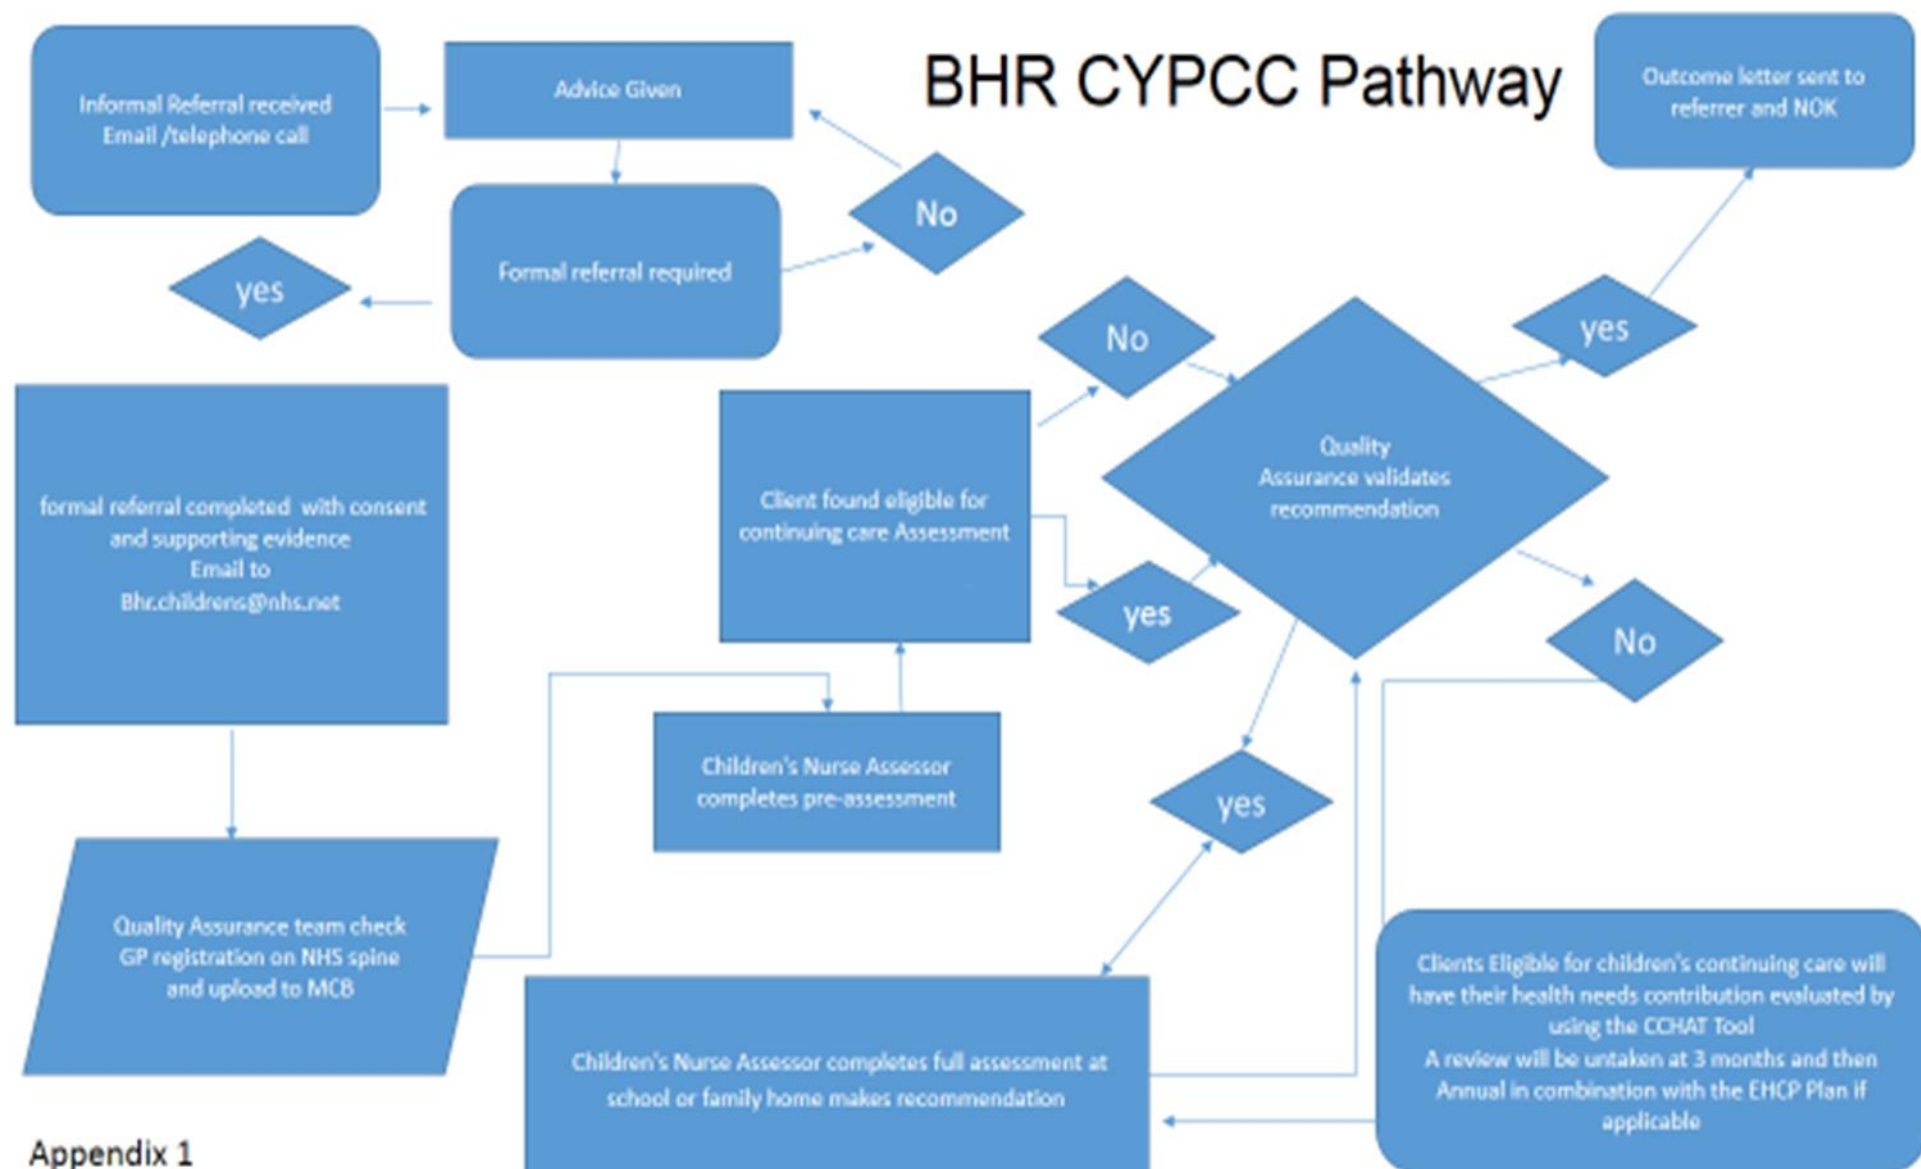 BHR CYPCC Pathway
Informal Referral received
Email /telephone call
Advice Given
Outcome letter sent to
referrer and NOK
No
Formal referral required
yes
No
yes
formal referral completed with consent
and supporting evidence
Email to
Bhr.childrens@nhs.net
Client found eligible for
continuing care Assessment
Quality
Assurance validates
recommendation
yes
No
Children's Nurse Assessor
completes pre-assessment
yes
Quality Assurance team check
GP registration on NHS spine
and upload to MCB
Children's Nurse Assessor completes full assessment at
school or family home makes recommendation
Clients Eligible for children's continuing care will
have their health needs contribution evaluated by
using the CCHAT Tool
A review will be untaken at 3 months and then
Annual in combination with the EHCP Plan if
applicable
Appendix 1